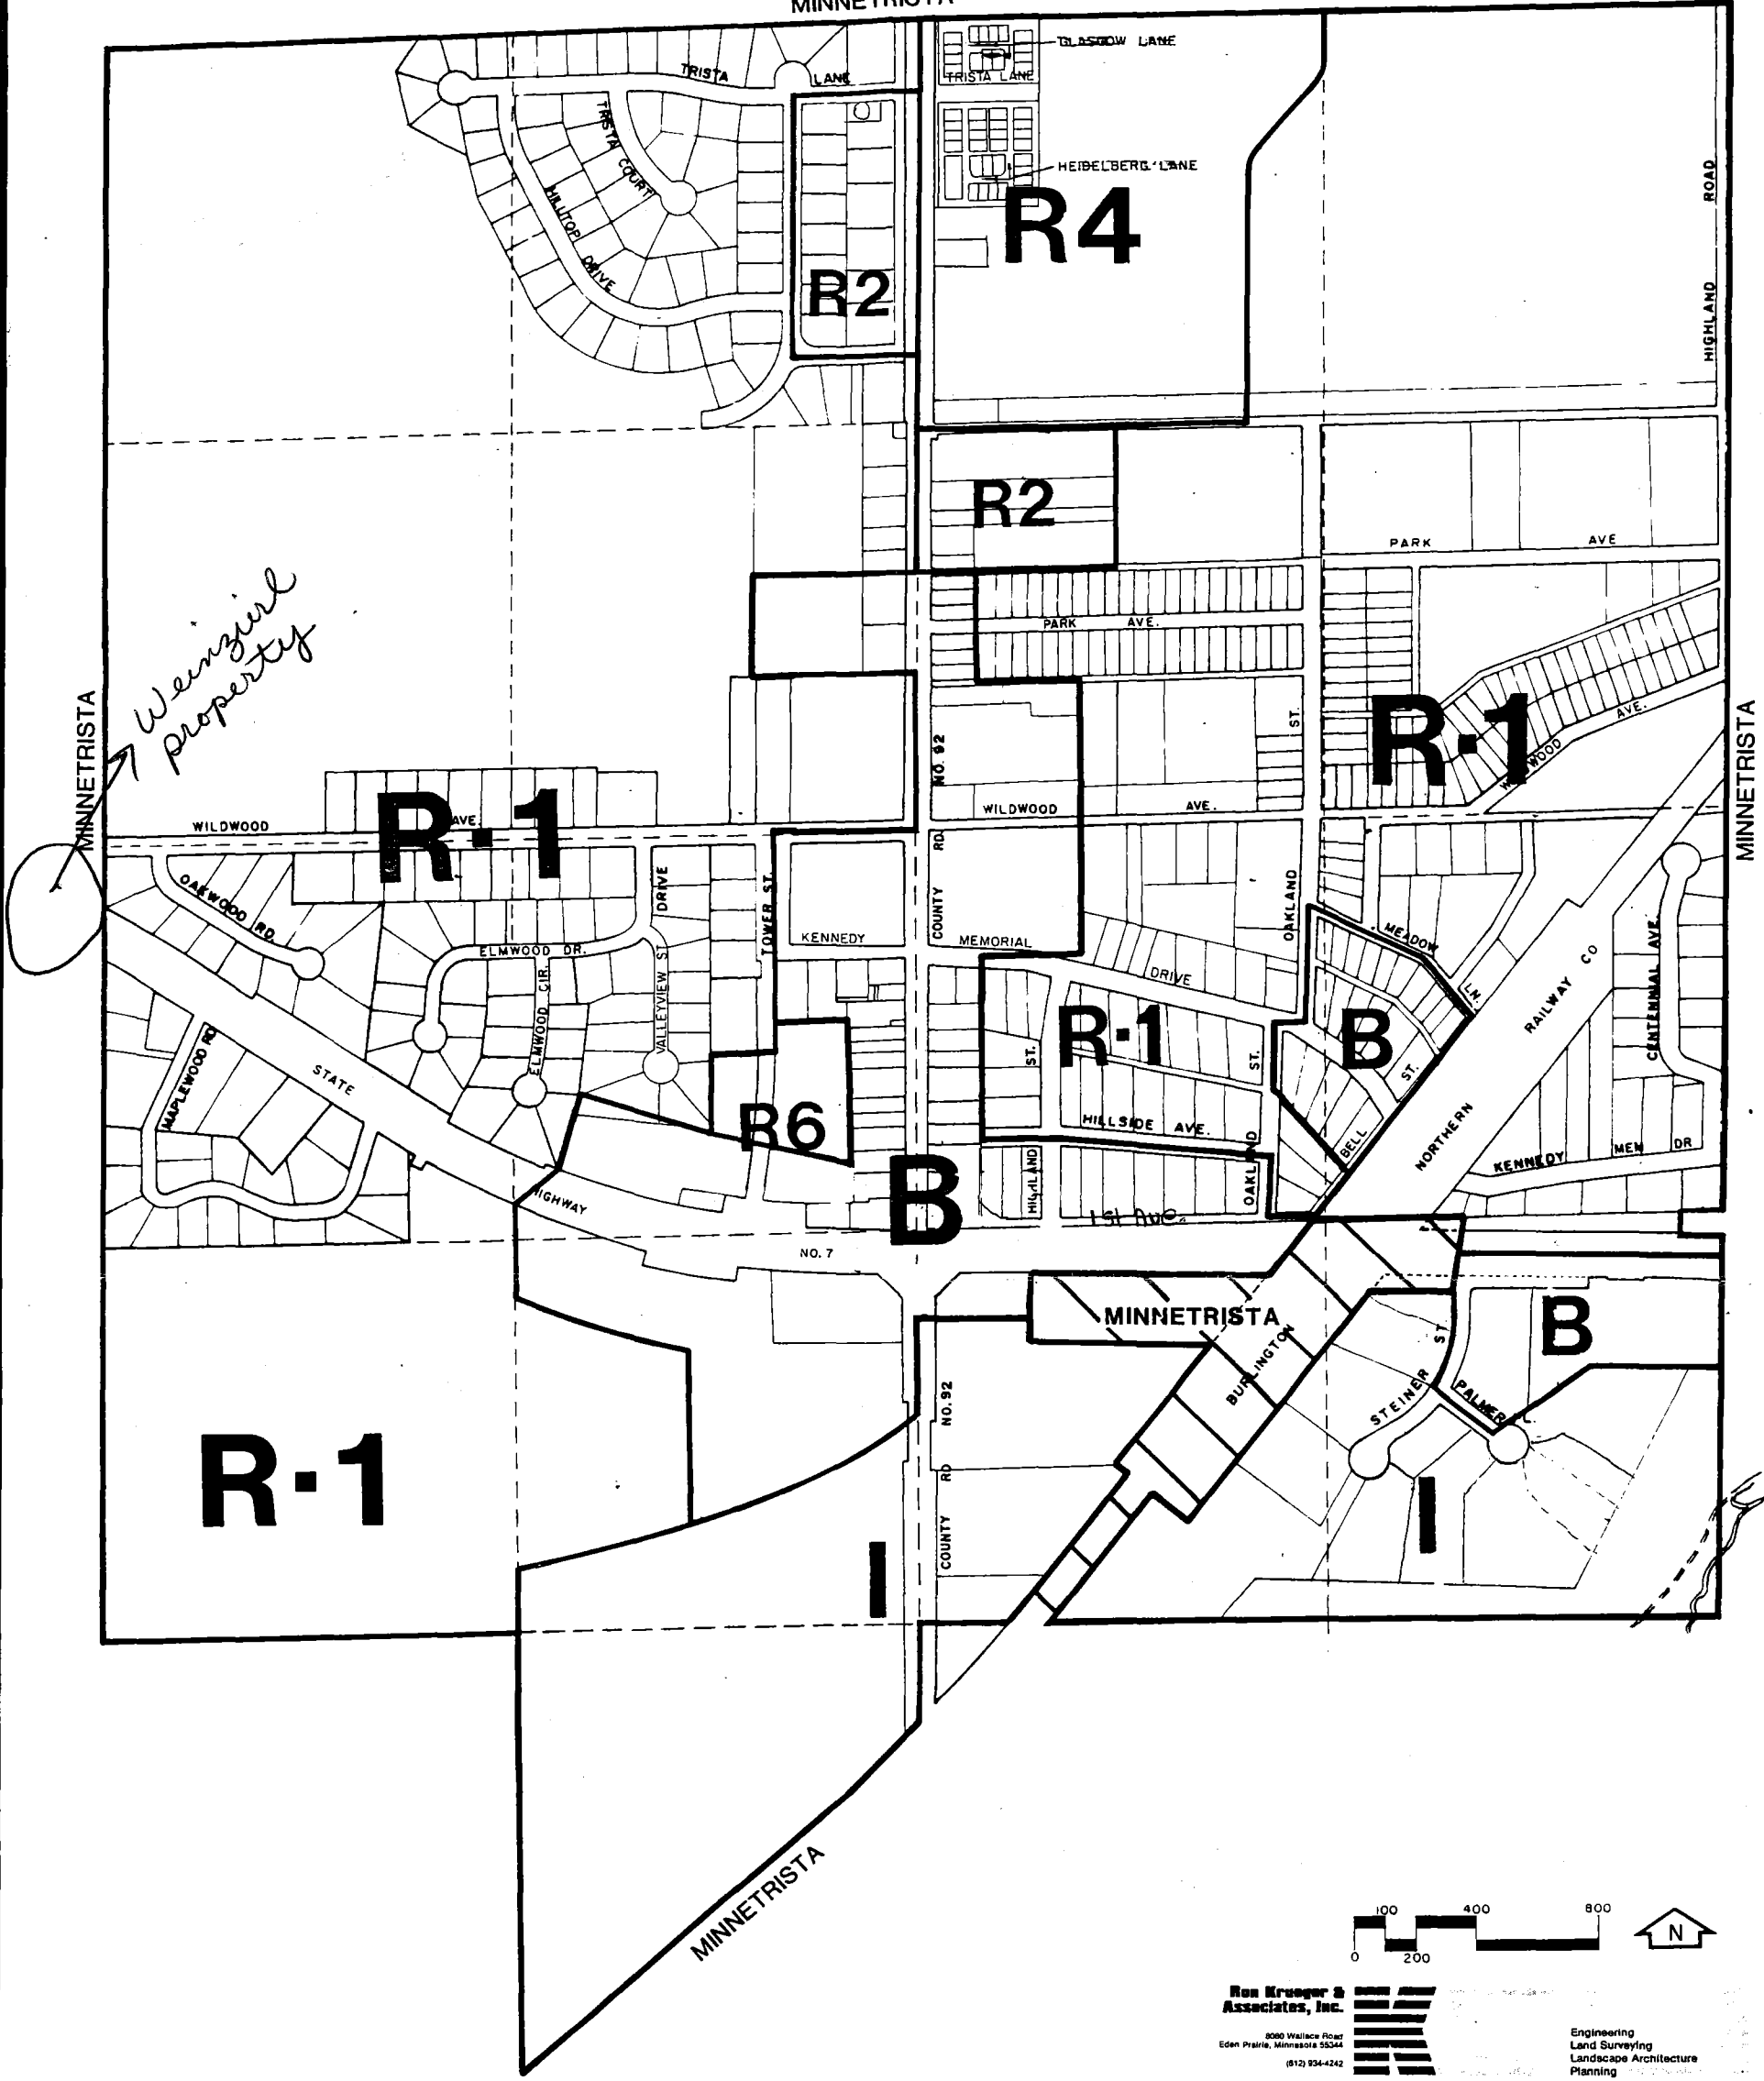 MINNETRISTA
GLASGOW LANE
TRISTA LANE
TRISTA LANE
TRISTA COURT
HEIDELBERG LANE
HILLTOP DRIVE
R4
R2
HIGHLAND ROAD
R2
PARK AVE
Weinzierl
property
PARK AVE.
MINNETRISTA
R-1
WILDWOOD AVE.
MINNETRISTA
NO. 92
ST.
WILDWOOD AVE.
R-1
WILDWOOD AVE.
COUNTY RD.
OAKWOOD RD.
DRIVE
TOWER ST.
OAKLAND
KENNEDY MEMORIAL
DRIVE
ELMWOOD DR.
ELMWOOD CIR.
VALLEYVIEW ST.
MEADOW LN.
RAILWAY CO
CENTENNIAL AVE.
MAPLEWOOD RD
STATE
R-1
ST.
ST.
B
ST.
BELL
R6
HILLSIDE AVE.
NORTHERN
KENNEDY MEM DR
HIGHWAY
B
HIGHLAND
OAKLAND
1st Ave.
NO. 7
MINNETRISTA
BURLINGTON
B
STEINER ST.
PALMER
NO. 92
COUNTY RD
R-1
I
I
MINNETRISTA
100 400 800
0 200
N
Ron Krueger &
Associates, Inc.
8080 Wallace Road
Eden Prairie, Minnesota 55344
(612) 934-4242
Engineering
Land Surveying
Landscape Architecture
Planning